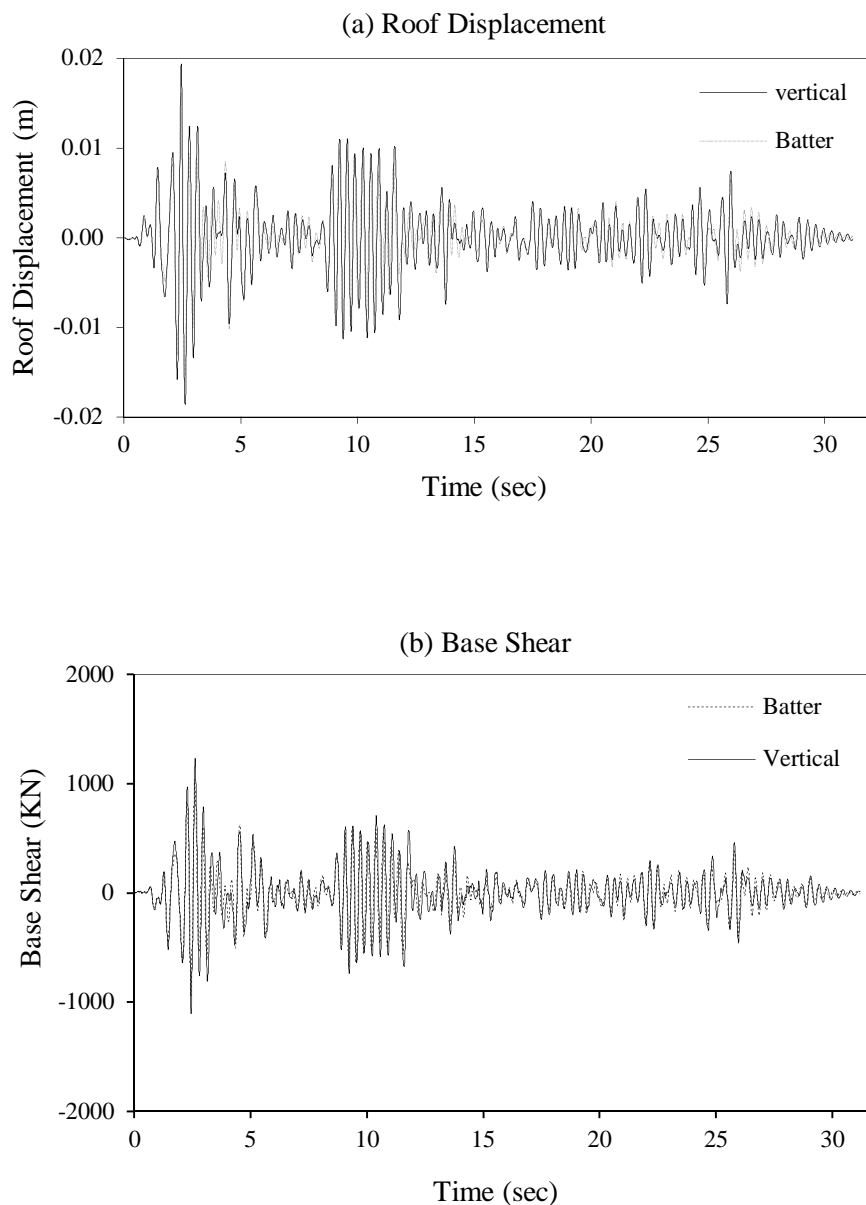 (a) Roof Displacement
0.02
0.01
0.00
-0.01
-0.02
Roof Displacement (m)
vertical
Batter
0 5 10 15 20 25 30
Time (sec)
(b) Base Shear
2000
1000
0
-1000
-2000
Base Shear (KN)
Batter
Vertical
0 5 10 15 20 25 30
Time (sec)